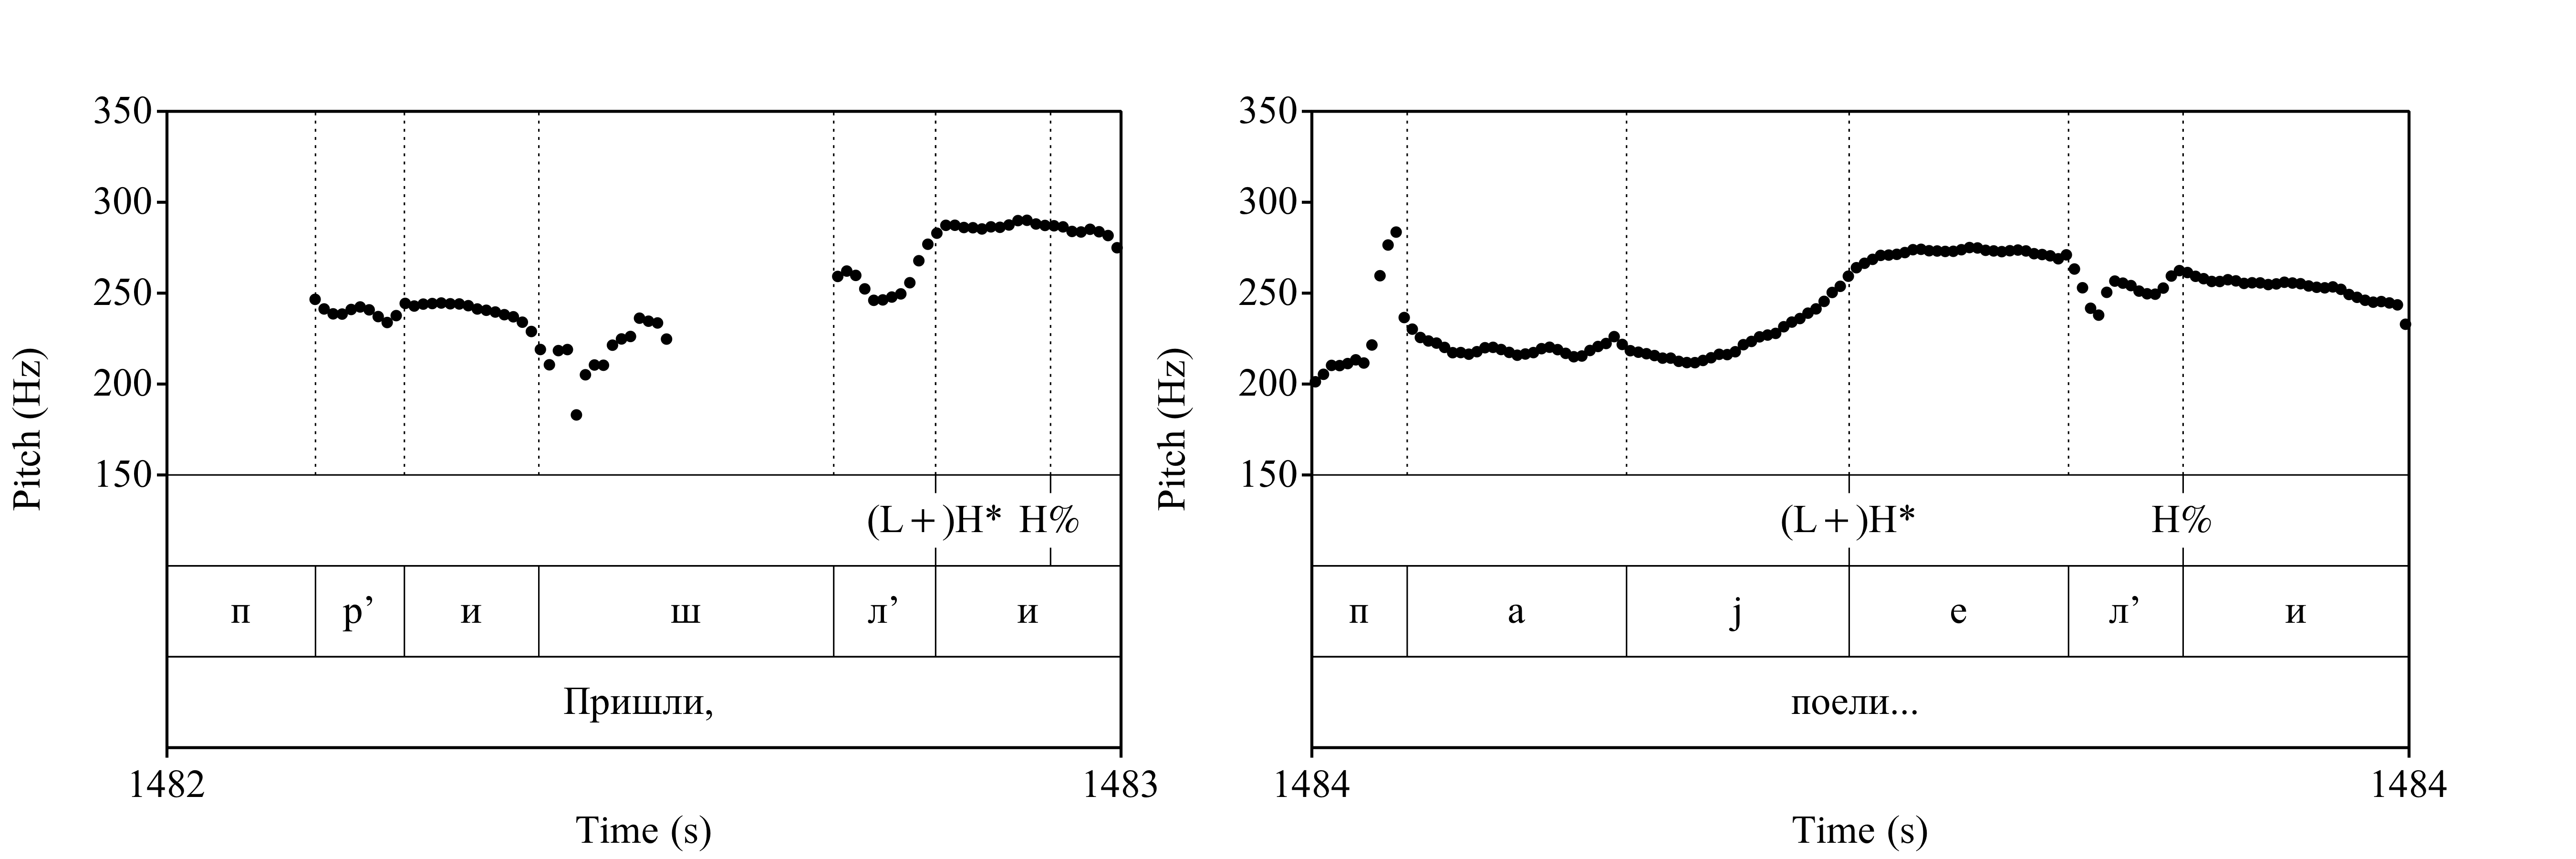 350 350
300 300
250 250
200 200
150 150
Pitch (Hz) Pitch (Hz)
(L+)H* H% (L+)H* H%
п р’ и ш л’ и п а j е л’ и
Пришли, поели...
1482 1483 1484 1484
Time (s) Time (s)